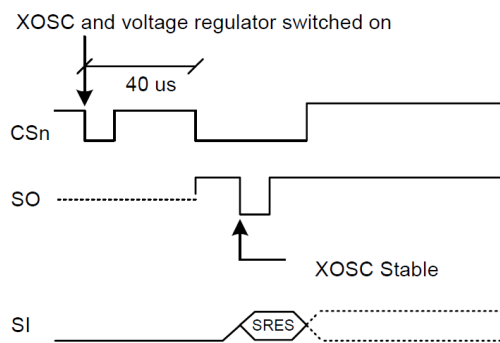 XOSC and voltage regulator switched on
40 us
CSn
SO
XOSC Stable
SI
SRES